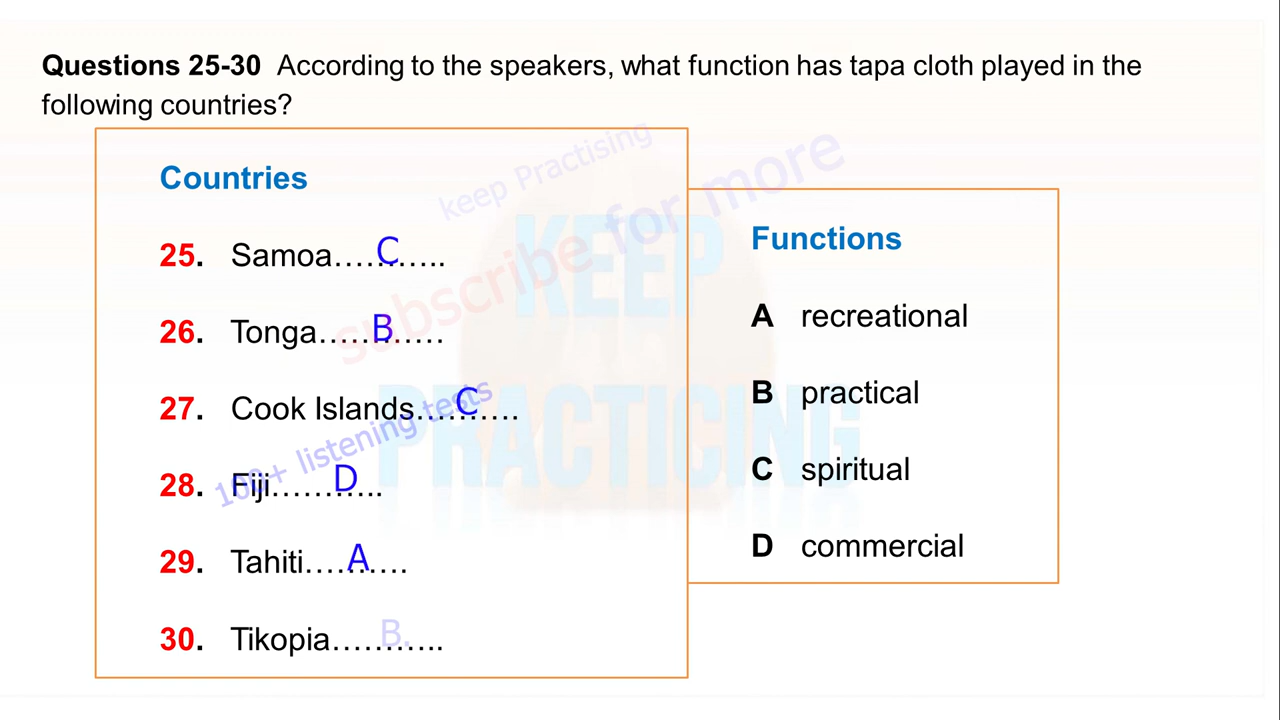 Questions 25-30 According to the speakers, what function has tapa cloth played in the
following countries?
keep Practising
subscribe for more
KEEP
PRACTICING
100+ listening tests
Countries
25. Samoa……C…..
26. Tonga……B……
27. Cook Islands……C….
28. Fiji………D..
29. Tahiti……A….
30. Tikopia……B.…..
Functions
A recreational
B practical
C spiritual
D commercial